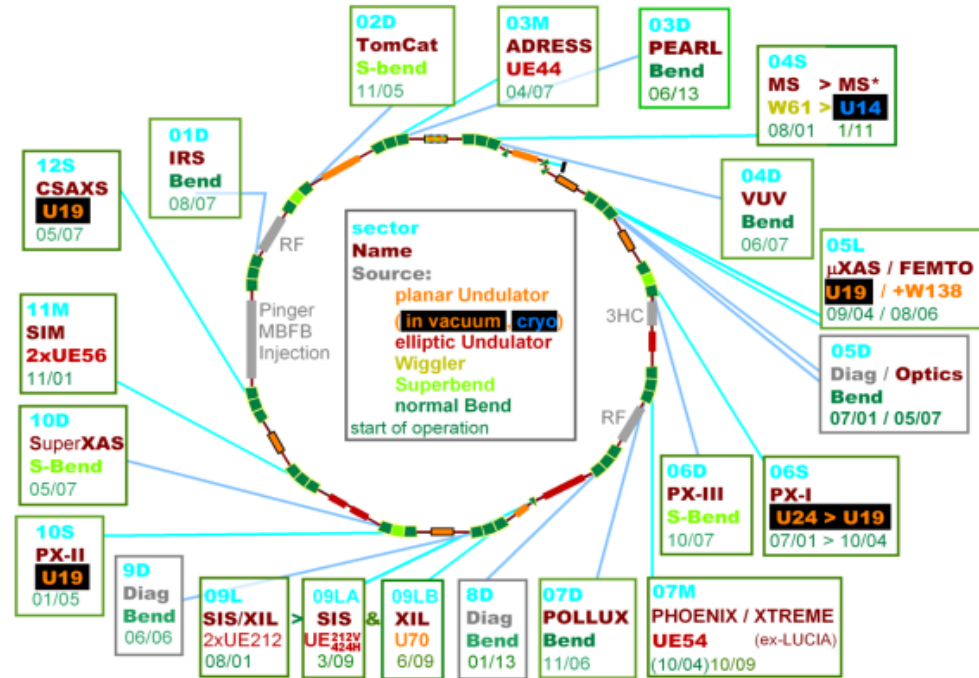 02D
TomCat
S-bend
11/05
03M
ADRESS
UE44
04/07
03D
PEARL
Bend
06/13
04S
MS > MS*
W61 > U14
08/01 1/11
01D
IRS
Bend
08/07
12S
CSAXS
U19
05/07
04D
VUV
Bend
06/07
RF
sector
Name
Source:
planar Undulator
(in vacuum, cryo)
elliptic Undulator
Wiggler
Superbend
normal Bend
start of operation
05L
µXAS / FEMTO
U19 / +W138
09/04 / 08/06
11M
SIM
2xUE56
11/01
Pinger
MBFB
Injection
3HC
05D
Diag / Optics
Bend
07/01 / 05/07
RF
10D
SuperXAS
S-Bend
05/07
06D
PX-III
S-Bend
10/07
06S
PX-I
U24 > U19
07/01 > 10/04
10S
PX-II
U19
01/05
9D
Diag
Bend
06/06
09L
SIS/XIL >
2xUE212
08/01
09LA
SIS &
UE212V
424H
3/09
09LB
XIL
U70
6/09
8D
Diag
Bend
01/13
07D
POLLUX
Bend
11/06
07M
PHOENIX / XTREME
UE54 (ex-LUCIA)
(10/04)10/09